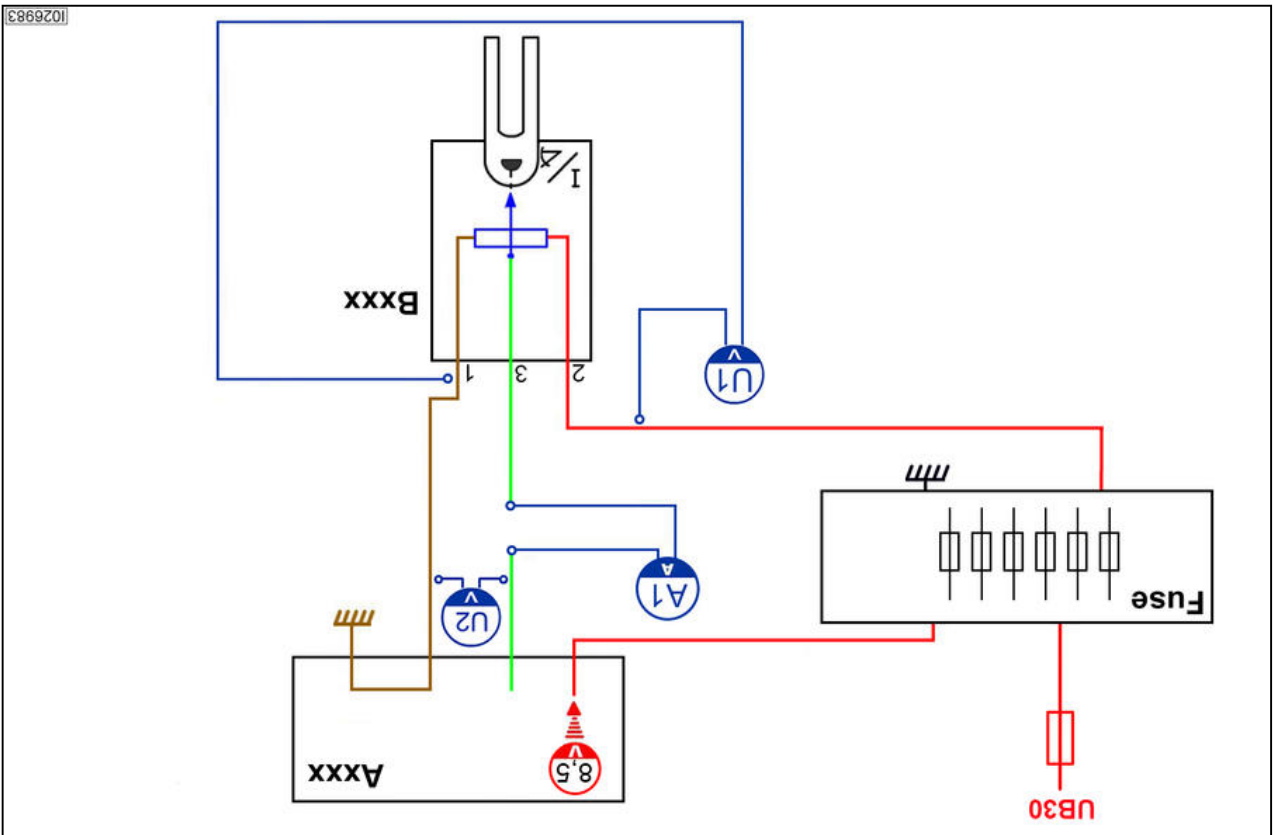 UB30
8,5
V
Axxx
U2
V
Fuse
A1
A
U1
V
2 3 1
Bxxx
I/∠
I026983